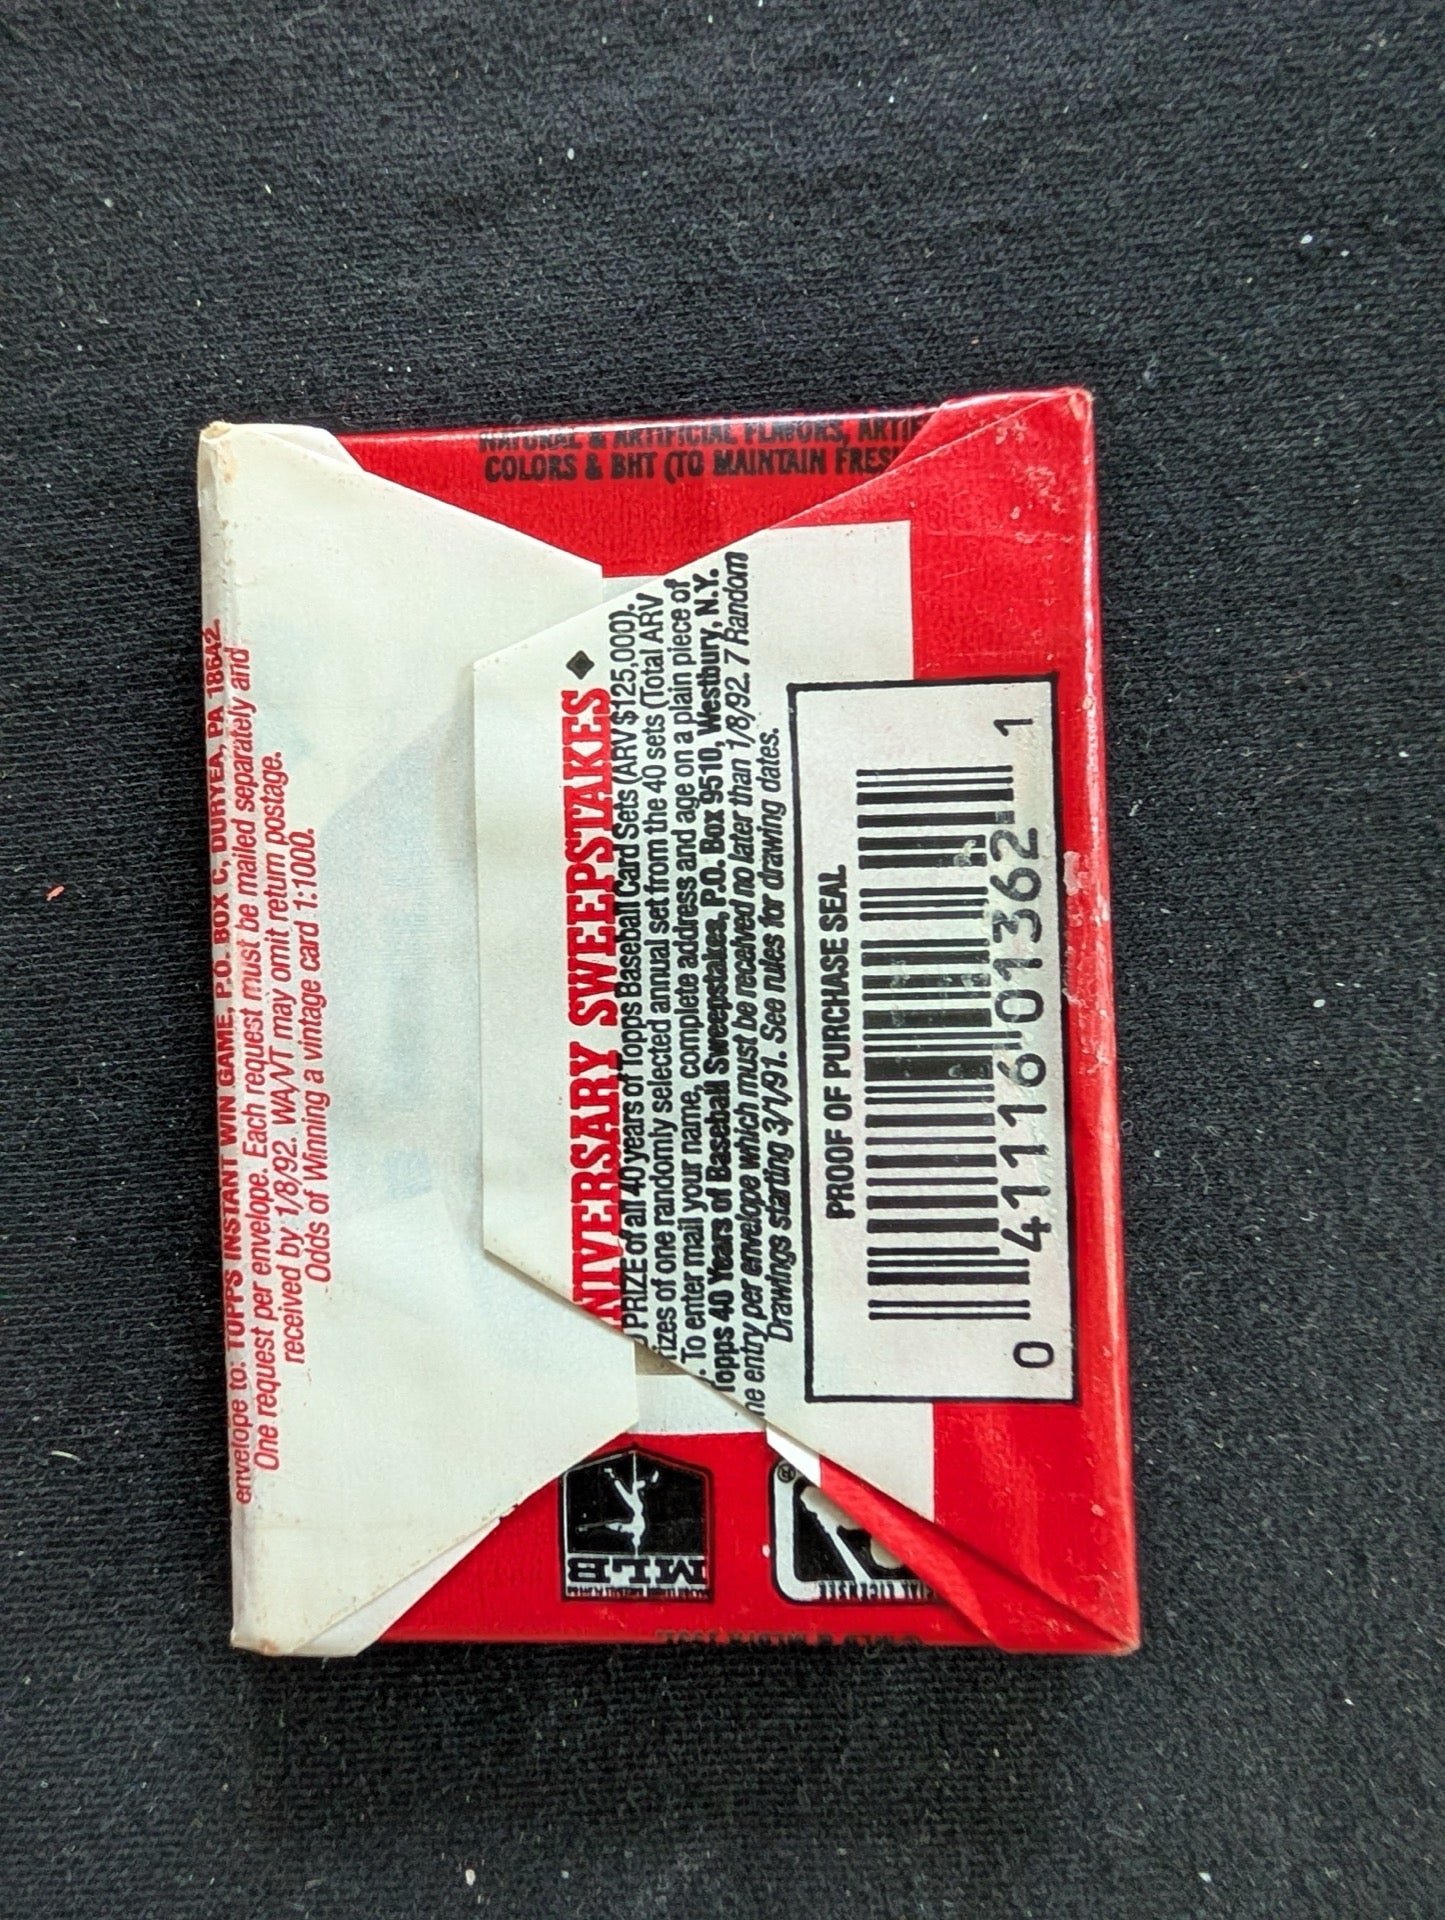 NATURAL & ARTIFICIAL FLAVORS, ARTIF
COLORS & BHT (TO MAINTAIN FRES
envelope to: TOPPS INSTANT WIN GAME, P.O. BOX C, DURYEA, PA 18642.
One request per envelope. Each request must be mailed separately and
received by 1/8/92. WA/VT may omit return postage.
Odds of Winning a vintage card 1:1000.
NIVERSARY SWEEPSTAKES ◆
D PRIZE of all 40 years of Topps Baseball Card Sets (ARV $125,000).
rizes of one randomly selected annual set from the 40 sets (Total ARV
. To enter mail your name, complete address and age on a plain piece of
Topps 40 Years of Baseball Sweepstakes, P.O. Box 9510, Westbury, N.Y.
ne entry per envelope which must be received no later than 1/8/92. 7 Random
Drawings starting 3/1/91. See rules for drawing dates.
PROOF OF PURCHASE SEAL
0 41116 01362 1
MLB
®
CIAL LICENSEE